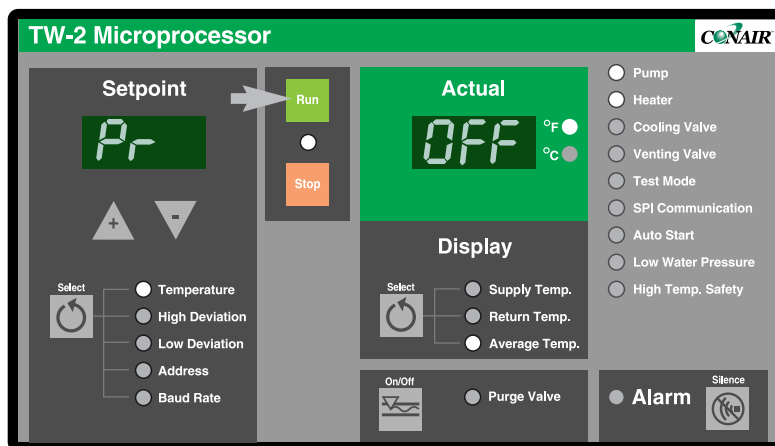 TW-2 Microprocessor
CONAIR
Setpoint
Pr
Select
Temperature
High Deviation
Low Deviation
Address
Baud Rate
Run
Stop
Actual
OFF
°F
°C
Display
Select
Supply Temp.
Return Temp.
Average Temp.
On/Off
Purge Valve
Pump
Heater
Cooling Valve
Venting Valve
Test Mode
SPI Communication
Auto Start
Low Water Pressure
High Temp. Safety
Alarm
Silence